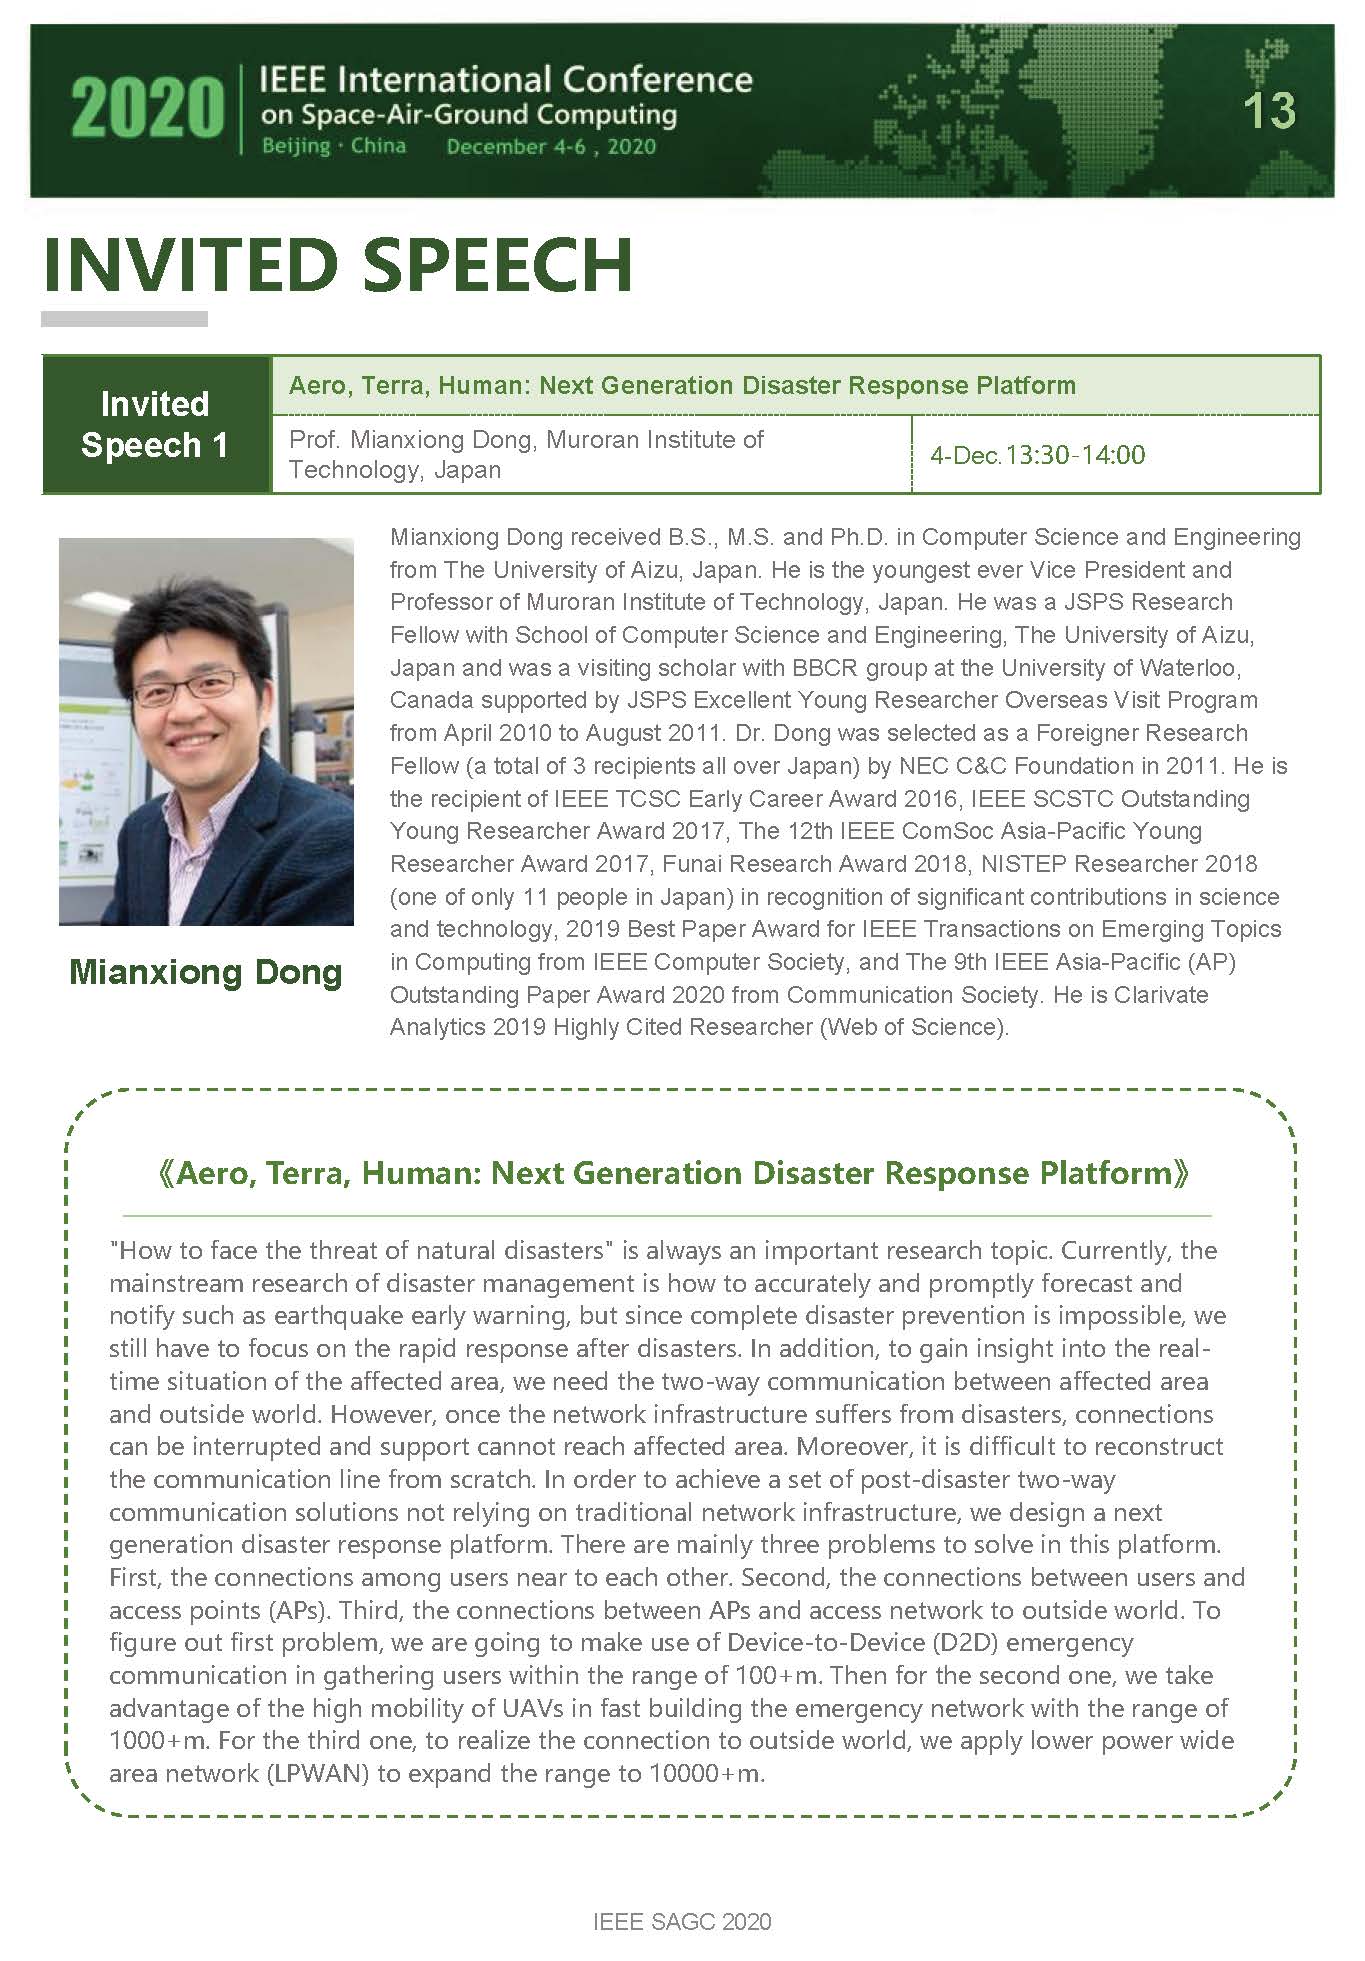 2020
IEEE International Conference
on Space-Air-Ground Computing
Beijing · China December 4-6 , 2020
13
INVITED SPEECH
Invited
Speech 1
Aero, Terra, Human: Next Generation Disaster Response Platform
Prof. Mianxiong Dong, Muroran Institute of
Technology, Japan
4-Dec.13:30-14:00
Mianxiong Dong received B.S., M.S. and Ph.D. in Computer Science and Engineering
from The University of Aizu, Japan. He is the youngest ever Vice President and
Professor of Muroran Institute of Technology, Japan. He was a JSPS Research
Fellow with School of Computer Science and Engineering, The University of Aizu,
Japan and was a visiting scholar with BBCR group at the University of Waterloo,
Canada supported by JSPS Excellent Young Researcher Overseas Visit Program
from April 2010 to August 2011. Dr. Dong was selected as a Foreigner Research
Fellow (a total of 3 recipients all over Japan) by NEC C&C Foundation in 2011. He is
the recipient of IEEE TCSC Early Career Award 2016, IEEE SCSTC Outstanding
Young Researcher Award 2017, The 12th IEEE ComSoc Asia-Pacific Young
Researcher Award 2017, Funai Research Award 2018, NISTEP Researcher 2018
(one of only 11 people in Japan) in recognition of significant contributions in science
and technology, 2019 Best Paper Award for IEEE Transactions on Emerging Topics
in Computing from IEEE Computer Society, and The 9th IEEE Asia-Pacific (AP)
Outstanding Paper Award 2020 from Communication Society. He is Clarivate
Analytics 2019 Highly Cited Researcher (Web of Science).
Mianxiong Dong
《Aero, Terra, Human: Next Generation Disaster Response Platform》
"How to face the threat of natural disasters" is always an important research topic. Currently, the
mainstream research of disaster management is how to accurately and promptly forecast and
notify such as earthquake early warning, but since complete disaster prevention is impossible, we
still have to focus on the rapid response after disasters. In addition, to gain insight into the real-
time situation of the affected area, we need the two-way communication between affected area
and outside world. However, once the network infrastructure suffers from disasters, connections
can be interrupted and support cannot reach affected area. Moreover, it is difficult to reconstruct
the communication line from scratch. In order to achieve a set of post-disaster two-way
communication solutions not relying on traditional network infrastructure, we design a next
generation disaster response platform. There are mainly three problems to solve in this platform.
First, the connections among users near to each other. Second, the connections between users and
access points (APs). Third, the connections between APs and access network to outside world. To
figure out first problem, we are going to make use of Device-to-Device (D2D) emergency
communication in gathering users within the range of 100+m. Then for the second one, we take
advantage of the high mobility of UAVs in fast building the emergency network with the range of
1000+m. For the third one, to realize the connection to outside world, we apply lower power wide
area network (LPWAN) to expand the range to 10000+m.
IEEE SAGC 2020